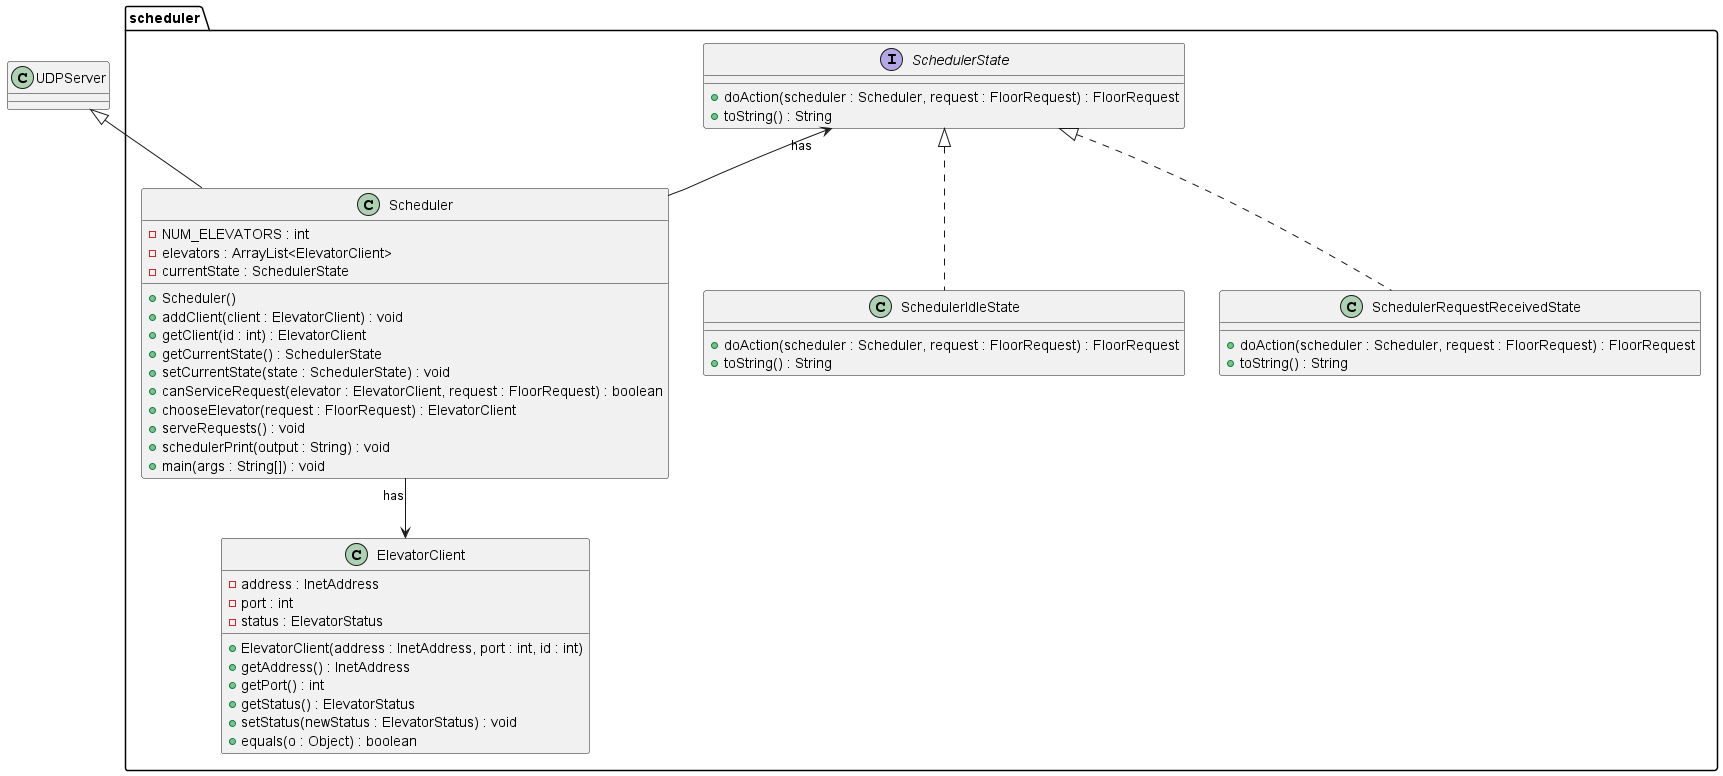 scheduler
C UDPServer
I SchedulerState
doAction(scheduler : Scheduler, request : FloorRequest) : FloorRequest
toString() : String
has
C Scheduler
NUM_ELEVATORS : int
elevators : ArrayList<ElevatorClient>
currentState : SchedulerState
Scheduler()
addClient(client : ElevatorClient) : void
getClient(id : int) : ElevatorClient
getCurrentState() : SchedulerState
setCurrentState(state : SchedulerState) : void
canServiceRequest(elevator : ElevatorClient, request : FloorRequest) : boolean
chooseElevator(request : FloorRequest) : ElevatorClient
serveRequests() : void
schedulerPrint(output : String) : void
main(args : String[]) : void
C SchedulerIdleState
doAction(scheduler : Scheduler, request : FloorRequest) : FloorRequest
toString() : String
C SchedulerRequestReceivedState
doAction(scheduler : Scheduler, request : FloorRequest) : FloorRequest
toString() : String
has
C ElevatorClient
address : InetAddress
port : int
status : ElevatorStatus
ElevatorClient(address : InetAddress, port : int, id : int)
getAddress() : InetAddress
getPort() : int
getStatus() : ElevatorStatus
setStatus(newStatus : ElevatorStatus) : void
equals(o : Object) : boolean